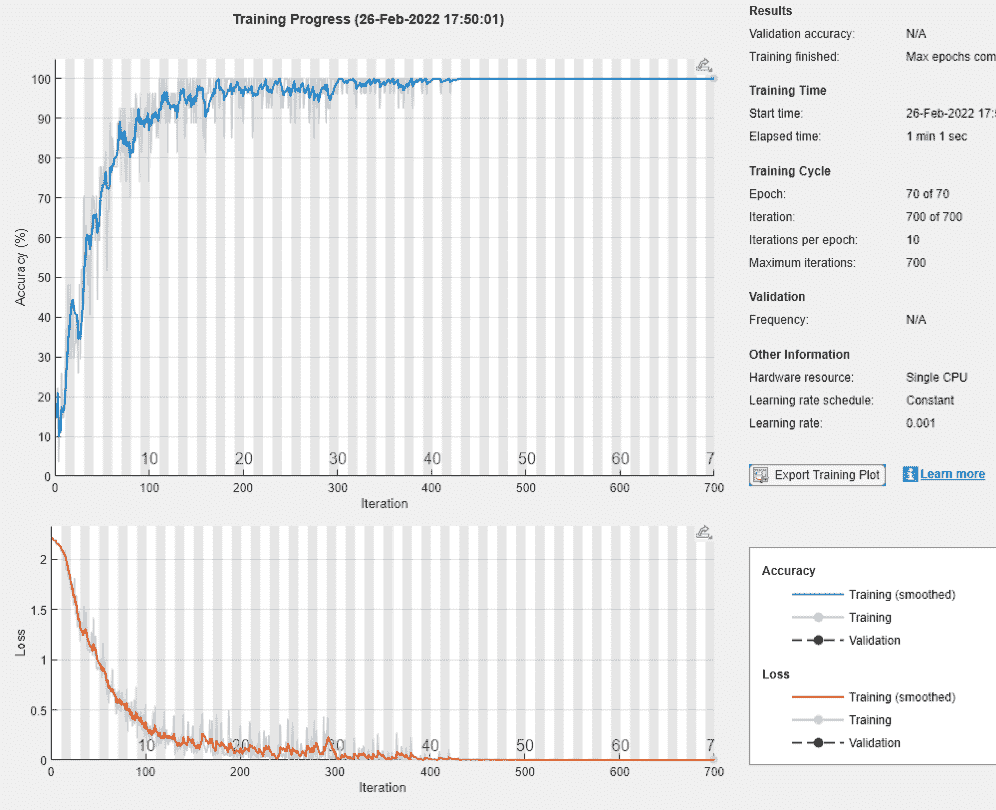 Training Progress (26-Feb-2022 17:50:01)
Accuracy (%)
100
90
80
70
60
50
40
30
20
10
0
10 20 30 40 50 60 7
0 100 200 300 400 500 600 700
Iteration
Loss
2
1.5
1
0.5
0
10 20 30 40 50 60 7
0 100 200 300 400 500 600 700
Iteration
Results
Validation accuracy: N/A
Training finished: Max epochs com
Training Time
Start time: 26-Feb-2022 17:5
Elapsed time: 1 min 1 sec
Training Cycle
Epoch: 70 of 70
Iteration: 700 of 700
Iterations per epoch: 10
Maximum iterations: 700
Validation
Frequency: N/A
Other Information
Hardware resource: Single CPU
Learning rate schedule: Constant
Learning rate: 0.001
Export Training Plot Learn more
Accuracy
Training (smoothed)
Training
Validation
Loss
Training (smoothed)
Training
Validation